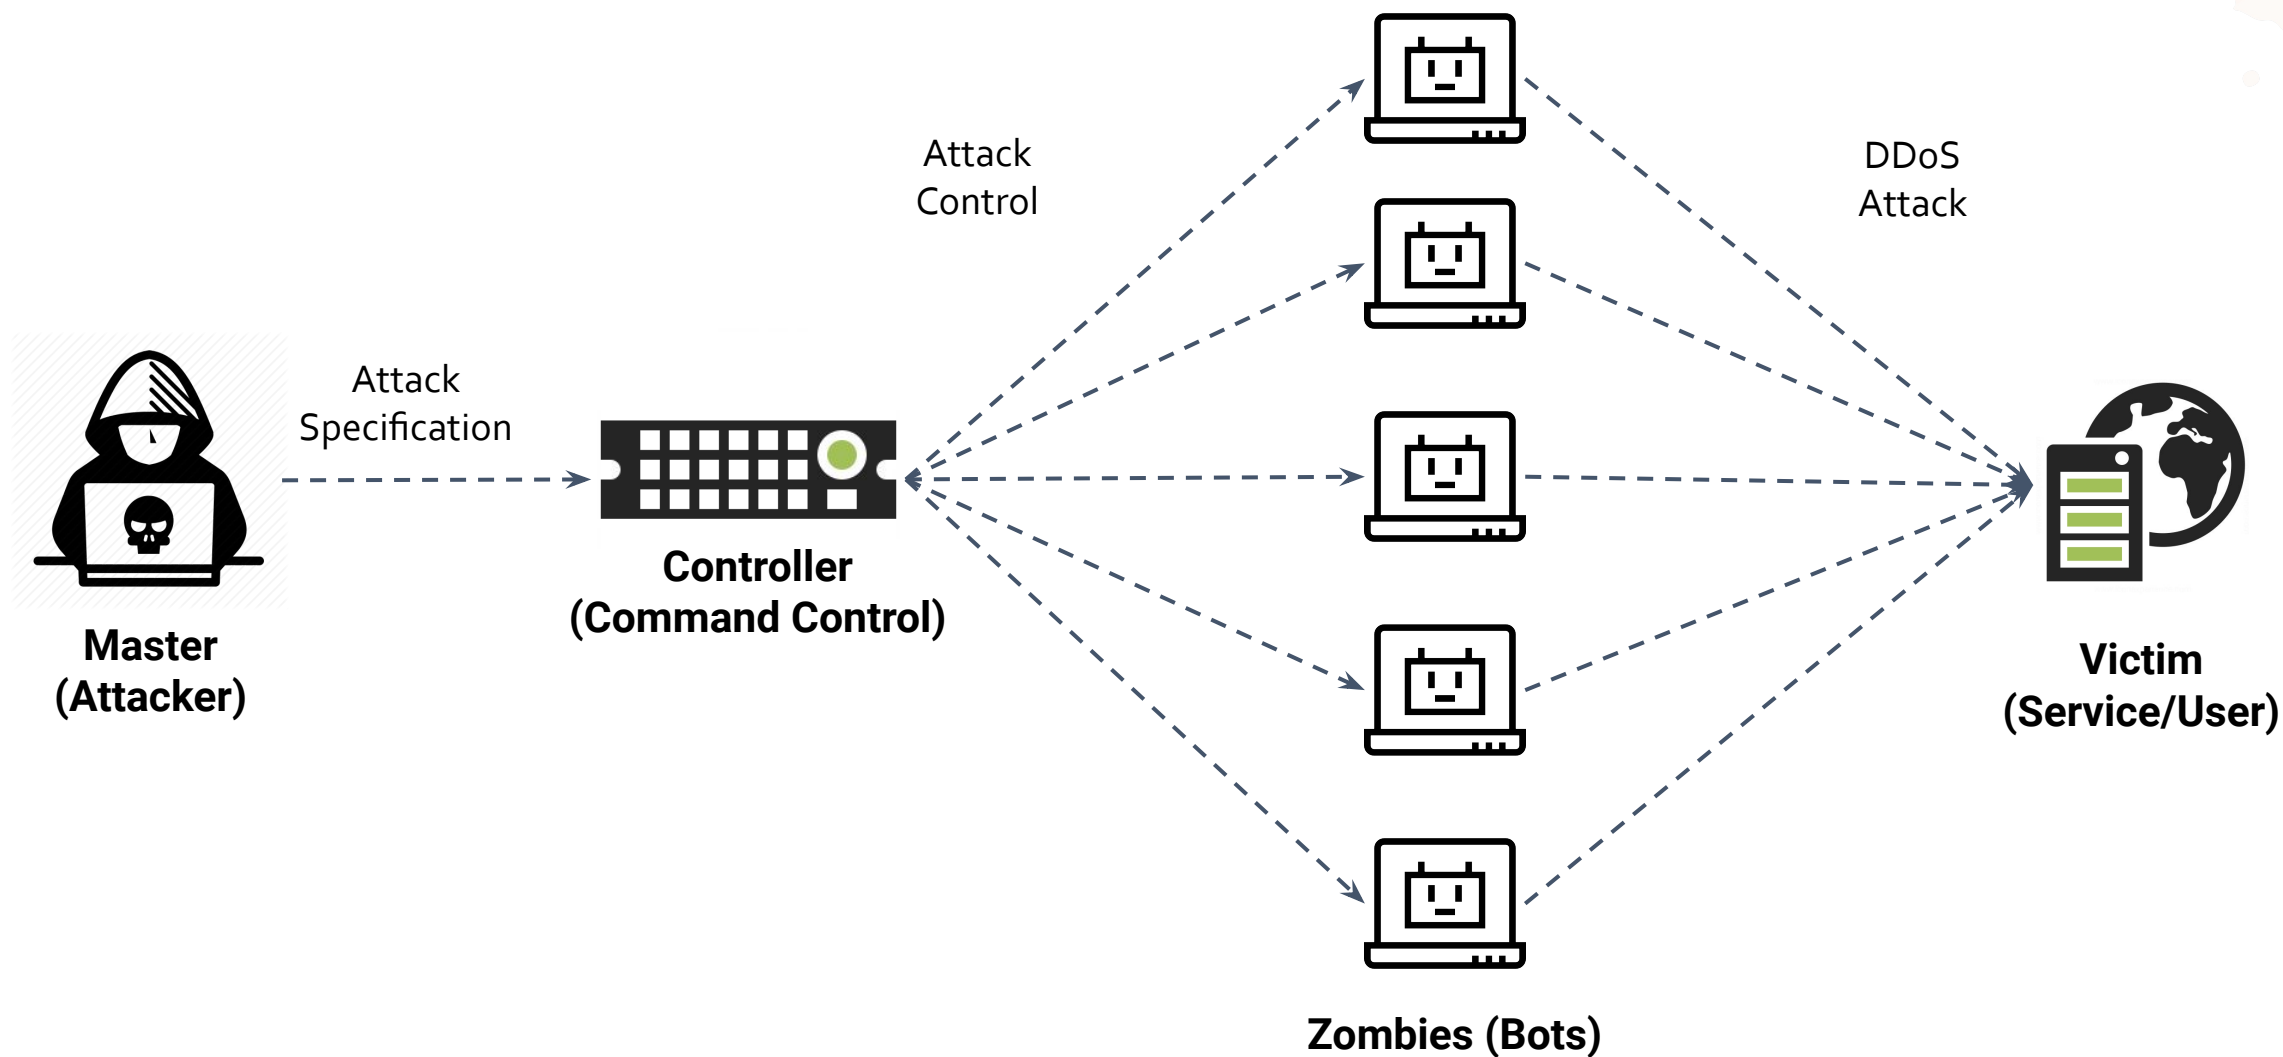 Attack
Specification
Attack
Control
DDoS
Attack
Master
(Attacker)
Controller
(Command Control)
Zombies (Bots)
Victim
(Service/User)